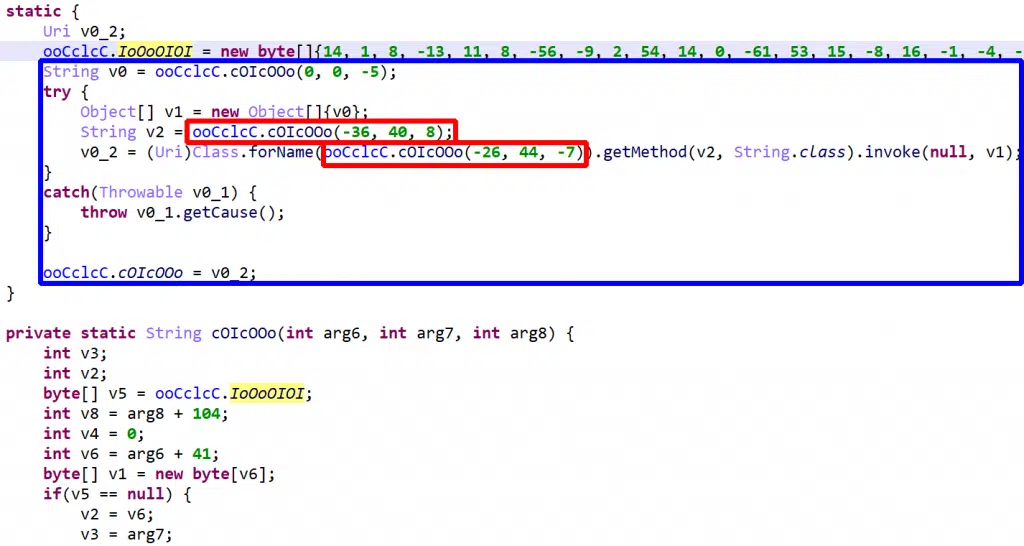 static {
    Uri v0_2;
    ooCclcC.IoOoOIOI = new byte[]{14, 1, 8, -13, 11, 8, -56, -9, 2, 54, 14, 0, -61, 53, 15, -8, 16, -1, -4, -
    String v0 = ooCclcC.cOIcOOo(0, 0, -5);
    try {
        Object[] v1 = new Object[]{v0};
        String v2 = ooCclcC.cOIcOOo(-36, 40, 8);
        v0_2 = (Uri)Class.forName(ooCclcC.cOIcOOo(-26, 44, -7)).getMethod(v2, String.class).invoke(null, v1);
    }
    catch(Throwable v0_1) {
        throw v0_1.getCause();
    }
    ooCclcC.cOIcOOo = v0_2;
}
private static String cOIcOOo(int arg6, int arg7, int arg8) {
    int v3;
    int v2;
    byte[] v5 = ooCclcC.IoOoOIOI;
    int v8 = arg8 + 104;
    int v4 = 0;
    int v6 = arg6 + 41;
    byte[] v1 = new byte[v6];
    if(v5 == null) {
        v2 = v6;
        v3 = arg7;